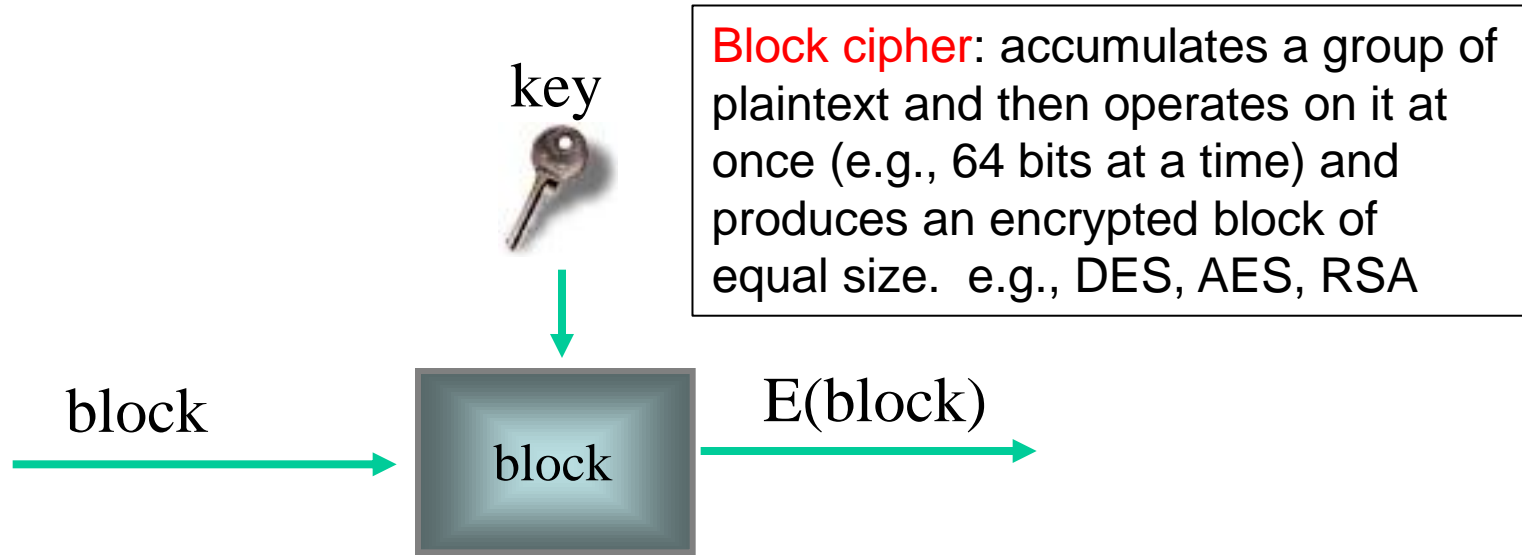 key
Block cipher: accumulates a group of
plaintext and then operates on it at
once (e.g., 64 bits at a time) and
produces an encrypted block of
equal size.  e.g., DES, AES, RSA
block
block
E(block)